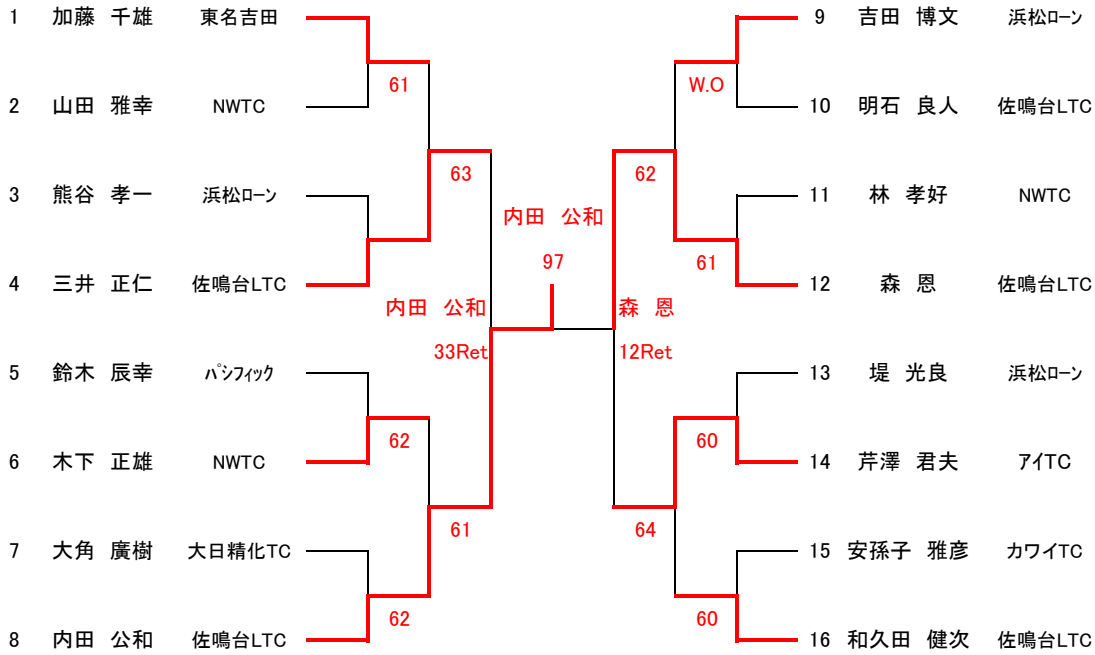 1 加藤 千雄 東名吉田
61
2 山田 雅幸 NWTC
63
3 熊谷 孝一 浜松ローン
4 三井 正仁 佐鳴台LTC
内田 公和
33Ret
5 鈴木 辰幸 パシフィック
62
6 木下 正雄 NWTC
61
7 大角 廣樹 大日精化TC
62
8 内田 公和 佐鳴台LTC
内田 公和
97
9 吉田 博文 浜松ローン
W.O
10 明石 良人 佐鳴台LTC
62
11 林 孝好 NWTC
61
12 森 恩 佐鳴台LTC
森 恩
12Ret
13 堤 光良 浜松ローン
60
14 芹澤 君夫 アイTC
64
15 安孫子 雅彦 カワイTC
60
16 和久田 健次 佐鳴台LTC